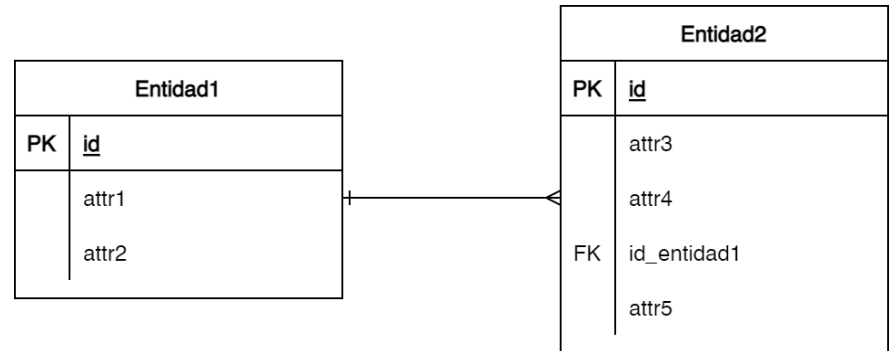 Entidad1
PK id
attr1
attr2
Entidad2
PK id
attr3
attr4
FK id_entidad1
attr5